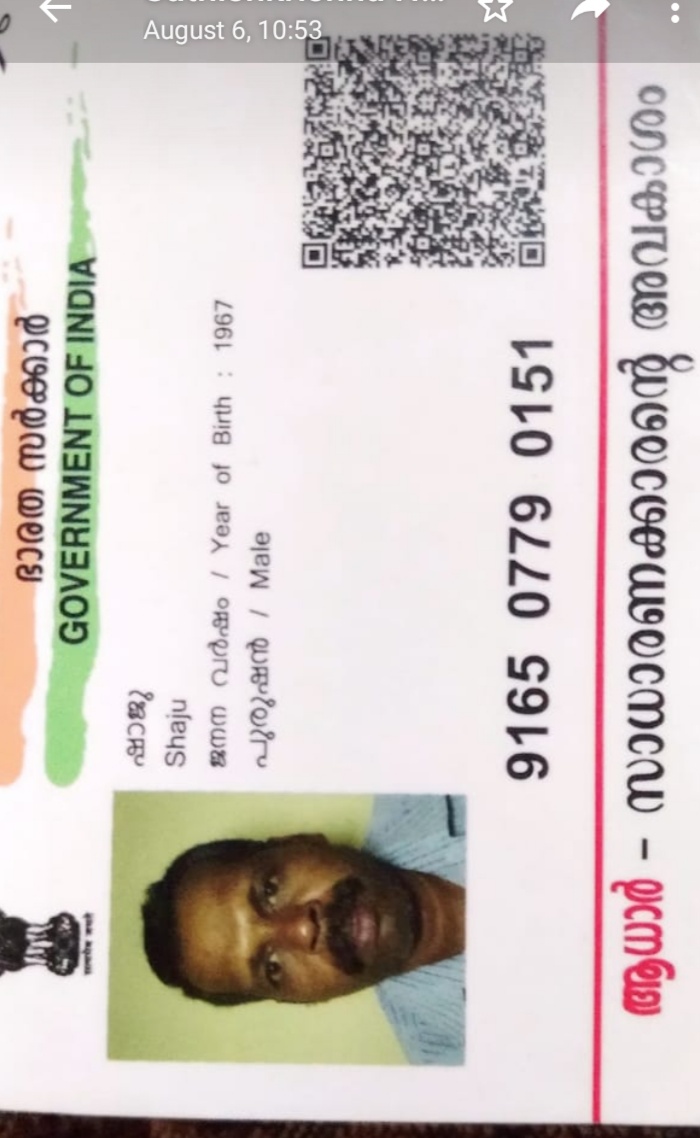 August 6, 10:53
ഭാരത സർക്കാർ
GOVERNMENT OF INDIA
ഷാജു
Shaju
ജനന വർഷം / Year of Birth : 1967
പുരുഷൻ / Male
9165 0779 0151
ആധാർ - സാധാരണക്കാരന്റെ അവകാശം